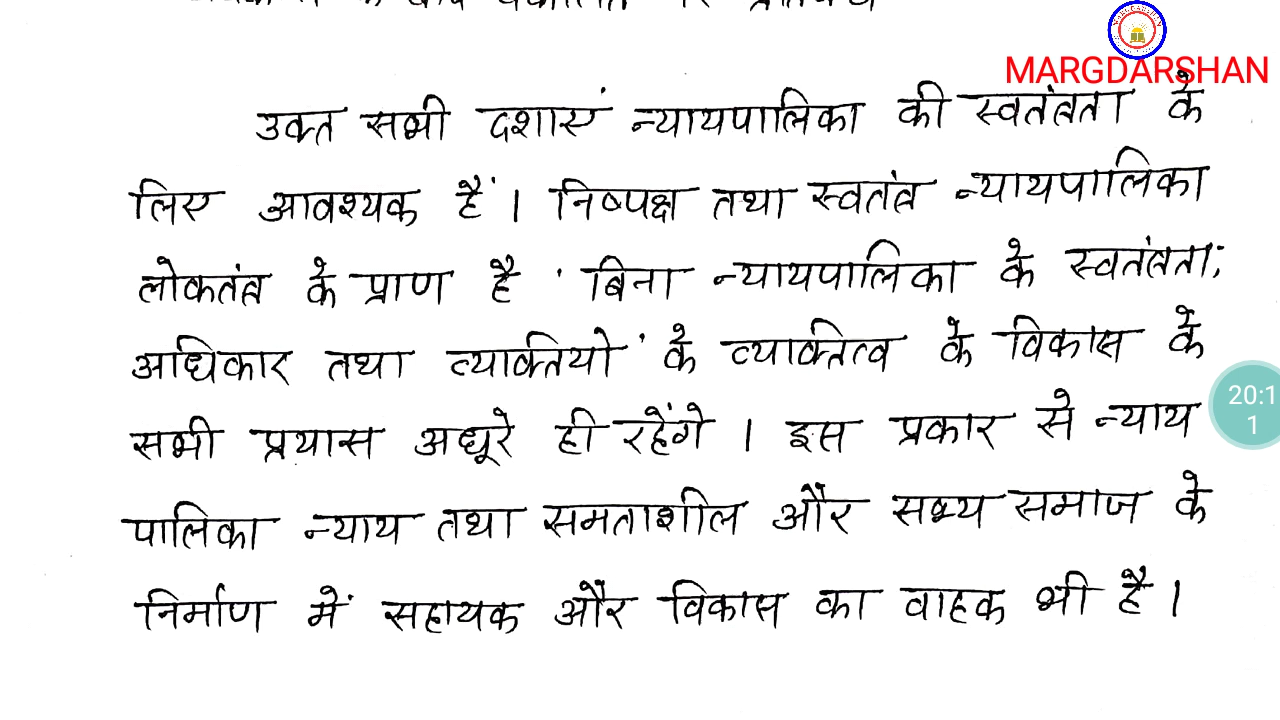 MARGDARSHAN
उक्त सभी दशाएं न्यायपालिका की स्वतंत्रता के
लिए आवश्यक हैं । निष्पक्ष तथा स्वतंत्र न्यायपालिका
लोकतंत्र के प्राण है बिना न्यायपालिका के स्वतंत्रता,
अधिकार तथा व्यक्तियों के व्यक्तित्व के विकास के
सभी प्रयास अधूरे ही रहेंगे । इस प्रकार से न्याय
पालिका न्याय तथा समताशील और सभ्य समाज के
निर्माण में सहायक और विकास का वाहक भी है ।
20:1
1